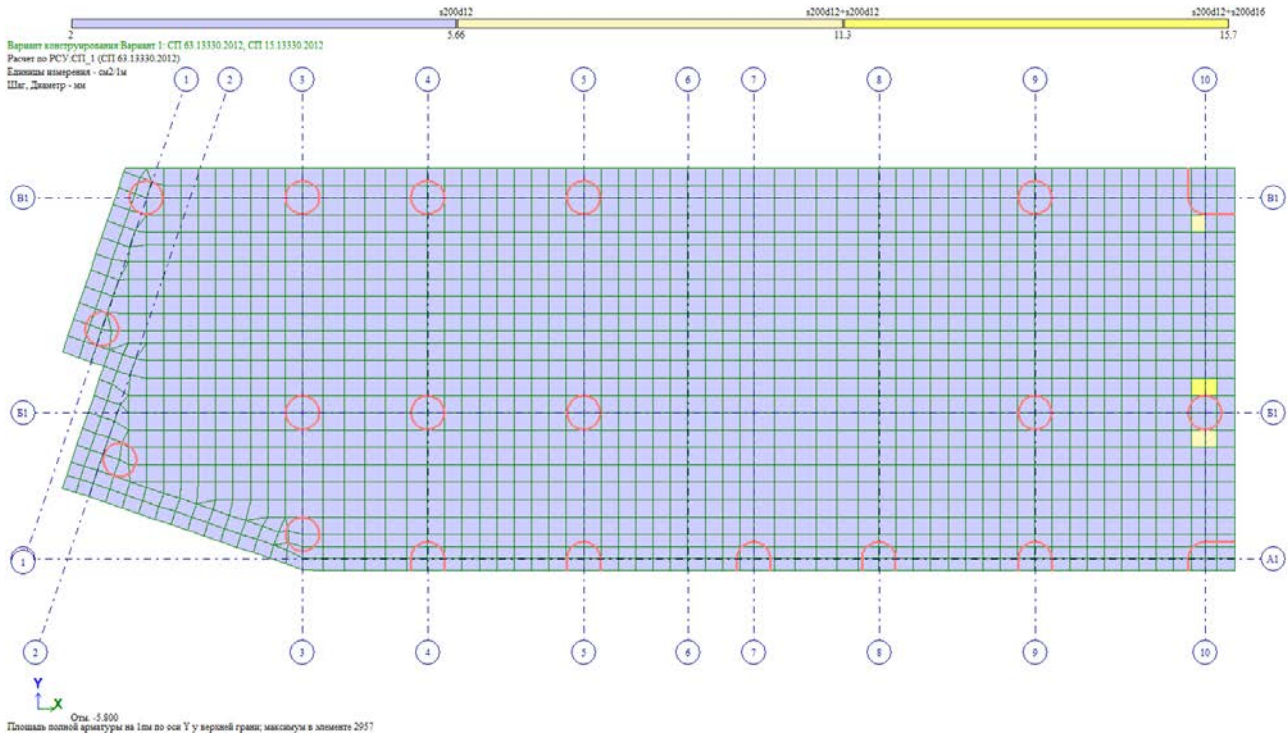 s200d12 s200d12+s200d12 s200d12+s200d16
2 5.66 11.3 15.7
Вариант конструирования Вариант 1: СП 63.13330.2012, СП 15.13330.2012
Расчет по РСУ:СП_1 (СП 63.13330.2012)
Единицы измерения - см2/1м
Шаг, Диаметр - мм
1 2 3 4 5 6 7 8 9 10
В1 В1
Б1 Б1
1 А1
2 3 4 5 6 7 8 9 10
Y
X
Отм. -5.800
Площадь полной арматуры на 1пм по оси Y у верхней грани; максимум в элементе 2957